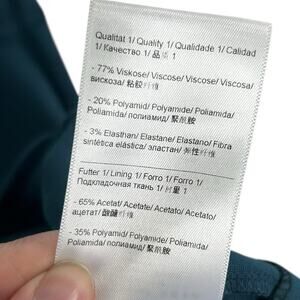 Qualität 1/ Quality 1/ Qualidade 1/ Calidad
1/ Качество 1/ 品类 1
- 77% Viskose/ Viscose/ Viscose/ Viscosa/
вискоза/ 粘胶纤维
- 20% Polyamid/ Polyamide/ Poliamida/
Poliamida/ полиамид/ 聚酰胺
- 3% Elasthan/ Elastane/ Elastano/ Fibra
sintética elástica/ эластан/ 弹性纤维
Futter 1/ Lining 1/ Forro 1/ Forro 1/
Подкладочная ткань 1/ 衬里 1
- 65% Acetat/ Acetate/ Acetato/ Acetato/
ацетат/ 醋酯纤维
- 35% Polyamid/ Polyamide/ Poliamida/
Poliamida/ полиамид/ 聚酰胺